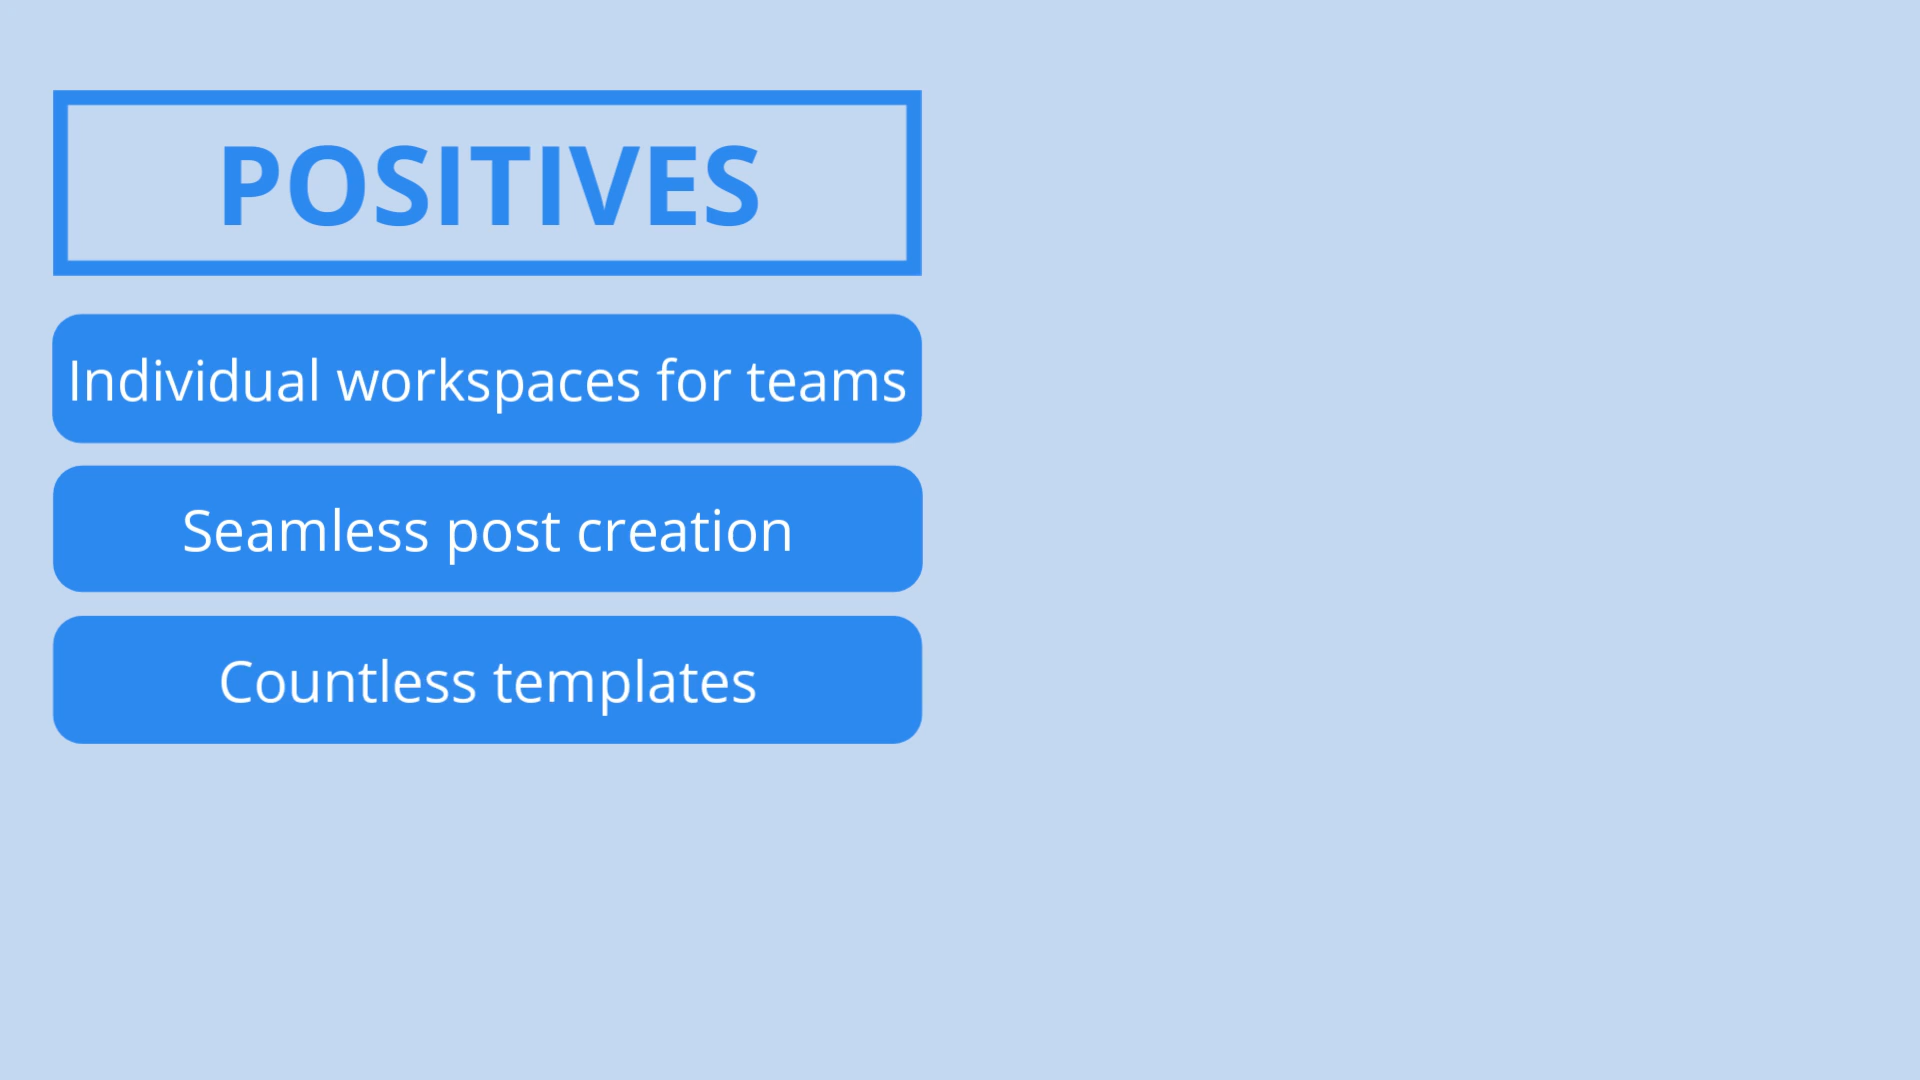 POSITIVES
Individual workspaces for teams
Seamless post creation
Countless templates